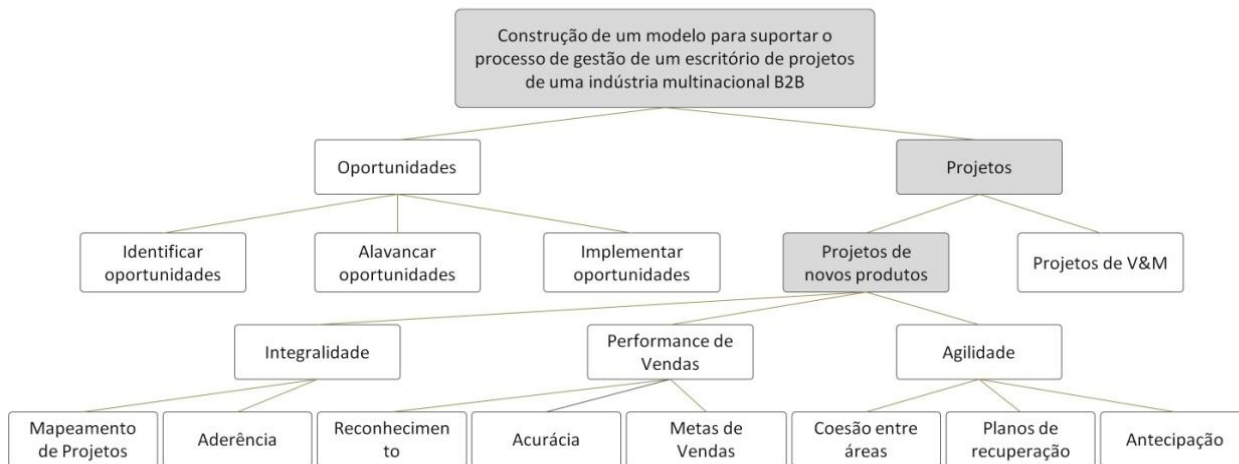 Construção de um modelo para suportar o
processo de gestão de um escritório de projetos
de uma indústria multinacional B2B
Oportunidades
Projetos
Identificar
oportunidades
Alavancar
oportunidades
Implementar
oportunidades
Projetos de
novos produtos
Projetos de V&M
Integralidade
Performance de
Vendas
Agilidade
Mapeamento
de Projetos
Aderência
Reconhecimen
to
Acurácia
Metas de
Vendas
Coesão entre
áreas
Planos de
recuperação
Antecipação